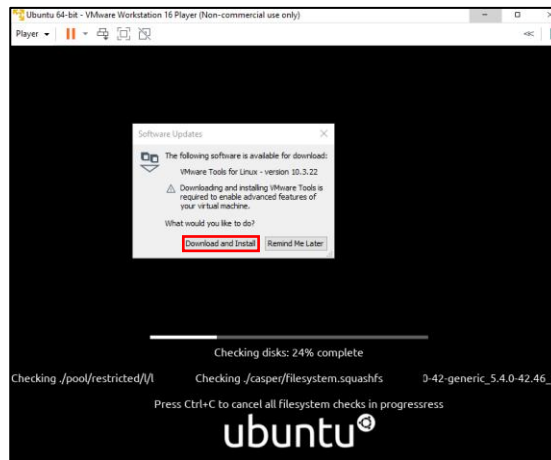 Ubuntu 64-bit - VMware Workstation 16 Player (Non-commercial use only)
Player
Software Updates
The following software is available for download:
VMware Tools for Linux - version 10.3.22
Downloading and installing VMware Tools is
required to enable advanced features of
your virtual machine.
What would you like to do?
Download and Install Remind Me Later
Checking disks: 24% complete
Checking ./pool/restricted/l/l Checking ./casper/filesystem.squashfs 0-42-generic_5.4.0-42.46_
Press Ctrl+C to cancel all filesystem checks in progressress
ubuntu